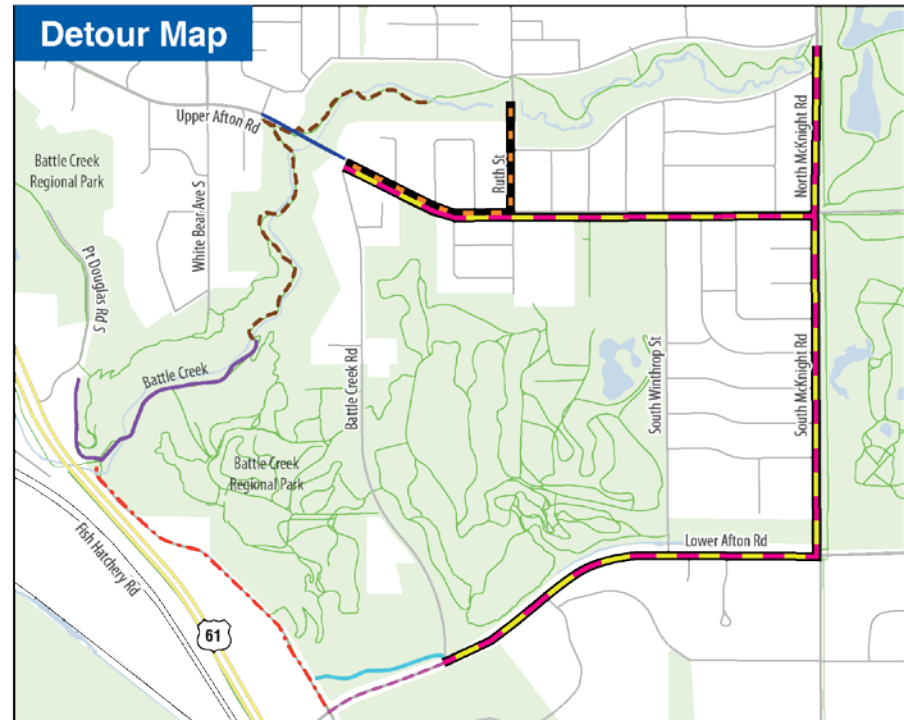 Detour Map
Upper Afton Rd
Battle Creek
Regional Park
White Bear Ave S
Ruth St
North McKnight Rd
Pt Douglas Rd S
Battle Creek
Battle Creek Rd
South Winthrop St
South McKnight Rd
Battle Creek
Regional Park
Lower Afton Rd
Fish Hatchery Rd
61